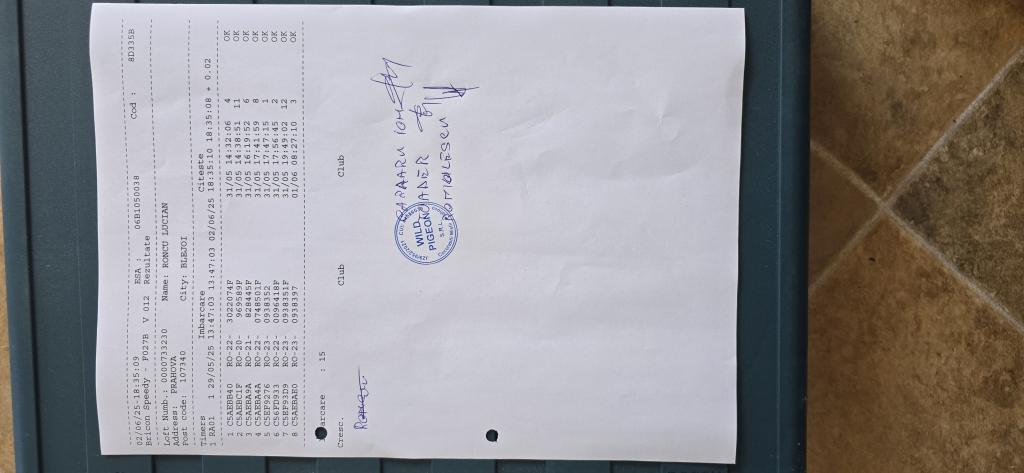 02/06/25-18:35:09 ESA : 06B1050038 Cod : 8D335B
Bricon Speedy - F027B V 012 Rezultate
Loft Numb.: 0000733230 Name: RONCU LUCIAN
Address: PRAHOVA
Post code: 107340 City: BLEJOI
Timers Imbarcare Citeste
1 RA01 1 29/05/25 13:47:03 13:47:03 02/06/25 18:35:10 18:35:08 + 0.02
1 C5AEBB40 RO-22- 3022074F 31/05 14:32:06 4 OK
2 C5AEBC1F RO-20- 969589F 31/05 14:38:51 11 OK
3 C5AEBA9A RO-21- 828445F 31/05 16:19:52 6 OK
4 C5AEBA4A RO-22- 0748501F 31/05 17:41:59 8 OK
5 C5EF9276 RO-23- 0938352 31/05 17:47:15 1 OK
6 C5EFD933 RO-22- 0096418F 31/05 17:56:45 2 OK
7 C5EF93D9 RO-23- 0938351F 31/05 19:49:02 12 OK
8 C5AEBAE0 RO-23- 0938397 01/06 08:27:10 3 OK
arcare : 15
Cresc. Club Club
WILD
PIGEON
S.R.L.